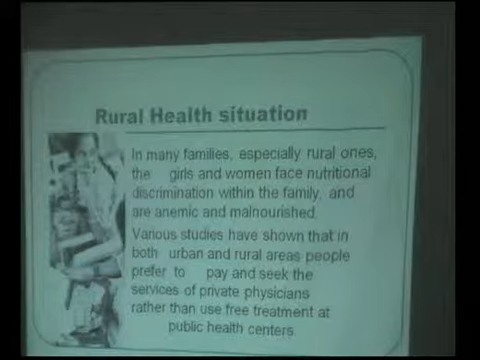 Rural Health situation
In many families, especially rural ones,
the girls and women face nutritional
discrimination within the family, and
are anemic and malnourished.
Various studies have shown that in
both urban and rural areas people
prefer to pay and seek the
services of private physicians
rather than use free treatment at
public health centers